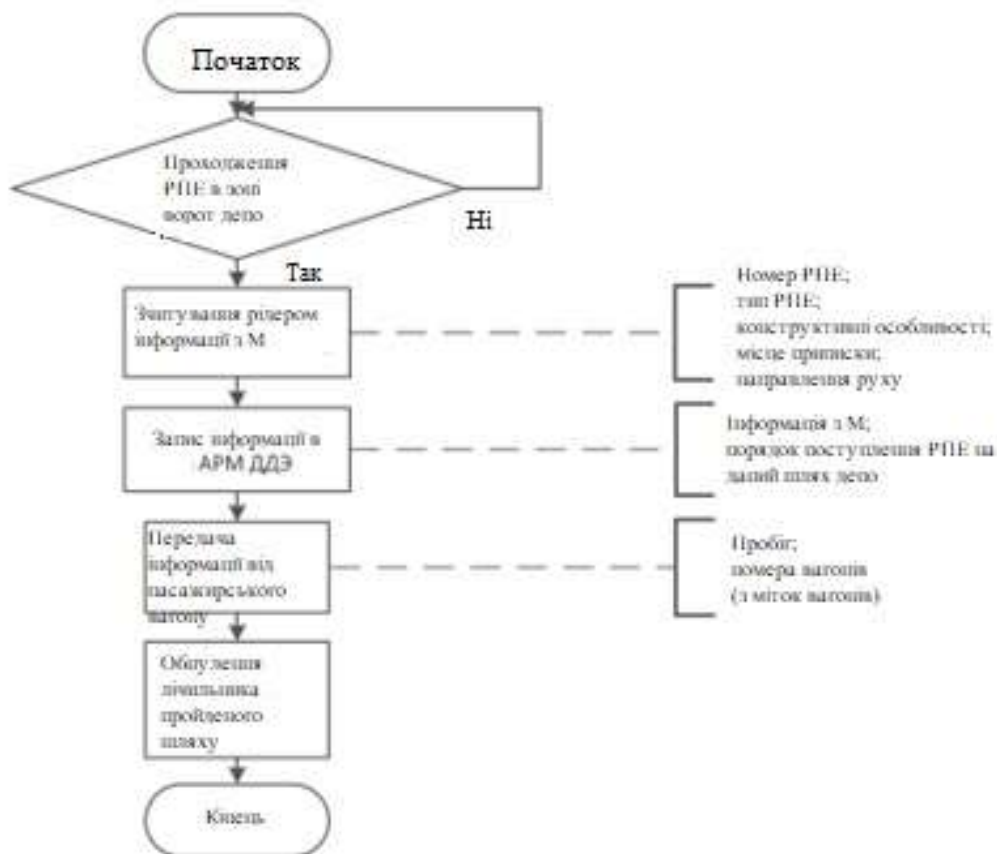 Початок
Проходження
РПЕ в зоні
ворот депо
Ні
Так
Зчитування рідером
інформації з М
Номер РПЕ;
тип РПЕ;
конструктивні особливості;
місце приписки;
направлення руху
Запис інформації в
АРМ ДДЭ
Інформація з М;
порядок поступлення РПЕ на
даний шлях депо
Передача
інформації від
пасажирського
вагону
Пробіг;
номера вагонів
(з міток вагонів)
Обнулення
лічильника
пройденого
шляху
Кінець